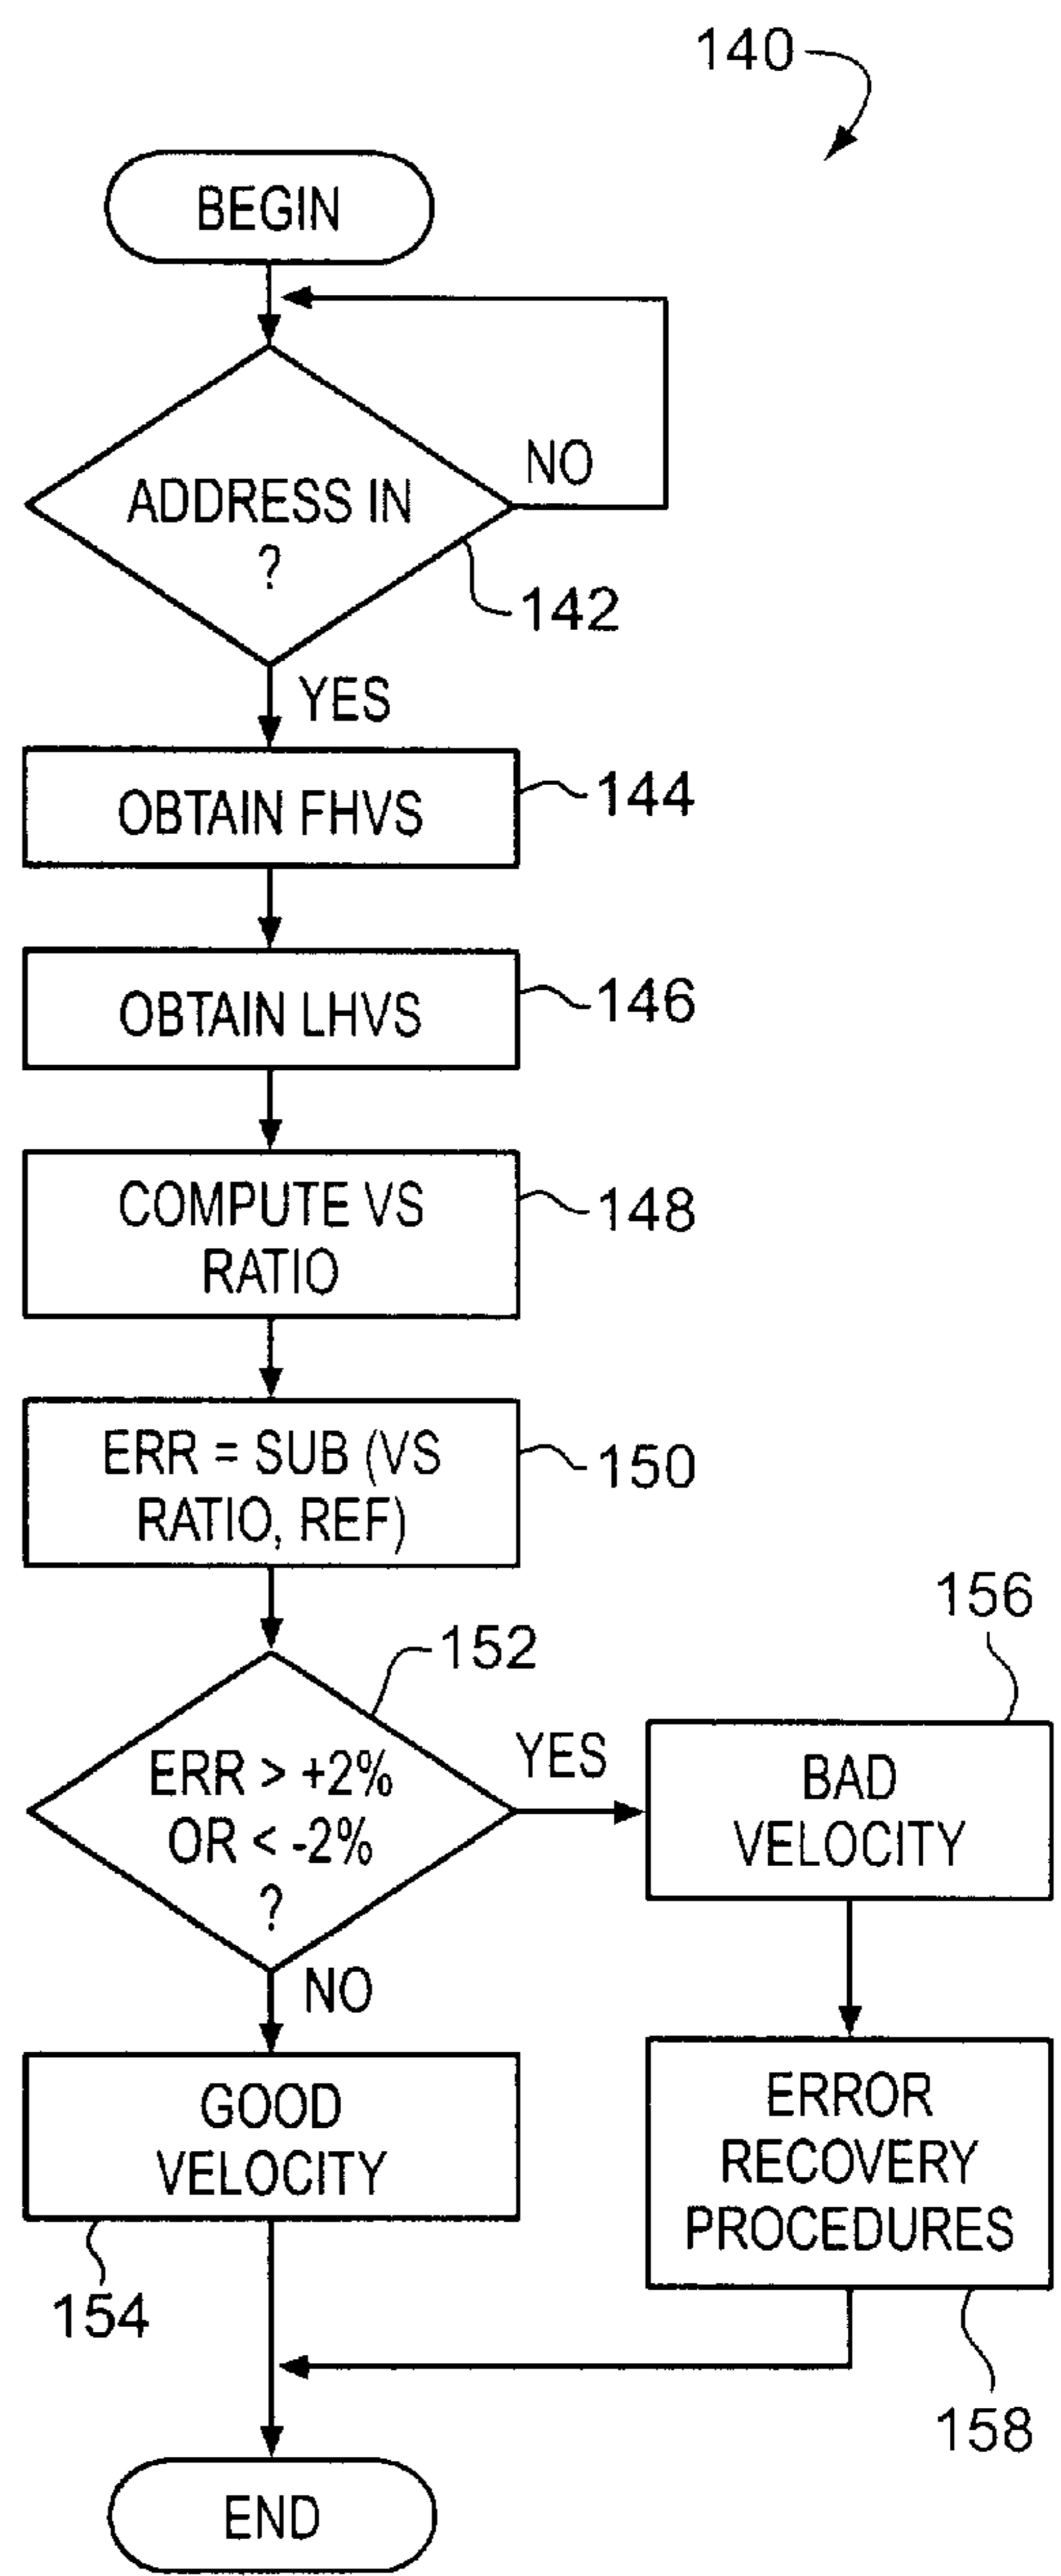 140
BEGIN
ADDRESS IN
?
NO
142
YES
OBTAIN FHVS
144
OBTAIN LHVS
146
COMPUTE VS
RATIO
148
ERR = SUB (VS
RATIO, REF)
150
152
ERR > +2%
OR < -2%
?
YES
156
BAD
VELOCITY
NO
GOOD
VELOCITY
154
ERROR
RECOVERY
PROCEDURES
158
END